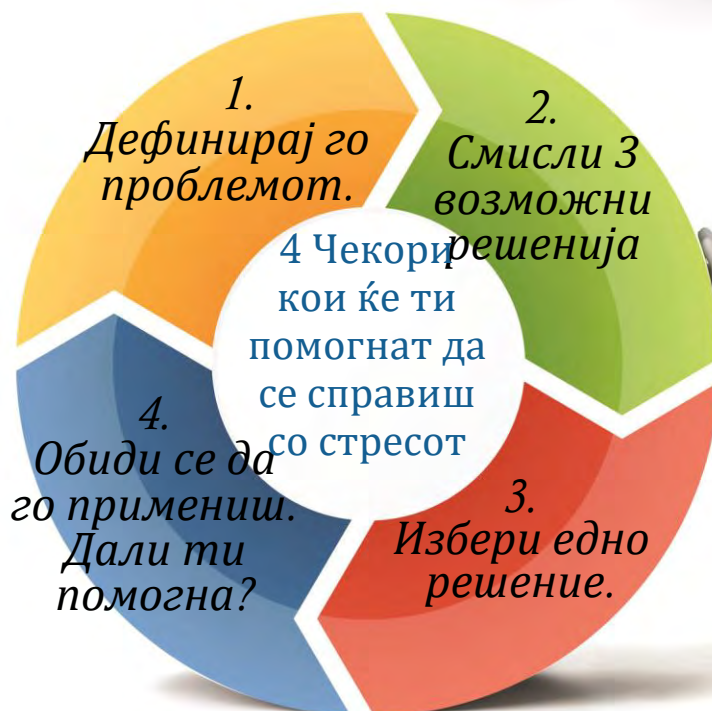 4 Чекори
кои ќе ти
помогнат да
се справиш
со стресот
1.
Дефинирај го
проблемот.
2.
Смисли 3
возможни
решенија
3.
Избери едно
решение.
4.
Обиди се да
го примениш.
Дали ти
помогна?